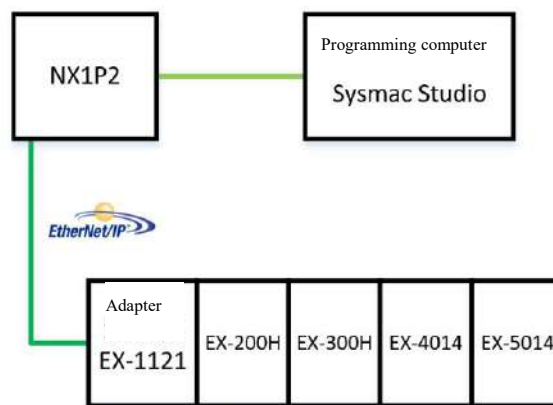 NX1P2
Programming computer
Sysmac Studio
EtherNet/IP
Adapter
EX-1121
EX-200H
EX-300H
EX-4014
EX-5014